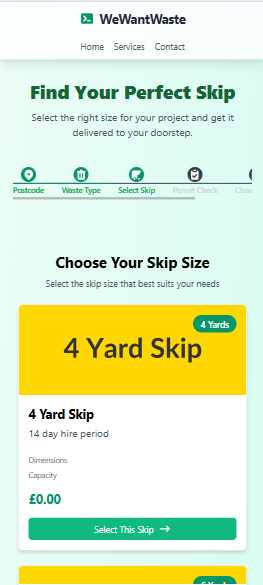 WeWantWaste
Home Services Contact
Find Your Perfect Skip
Select the right size for your project and get it
delivered to your doorstep.
Postcode Waste Type Select Skip Permit Check Choo
Choose Your Skip Size
Select the skip size that best suits your needs
4 Yards
4 Yard Skip
4 Yard Skip
14 day hire period
Dimensions
Capacity
£0.00
Select This Skip →